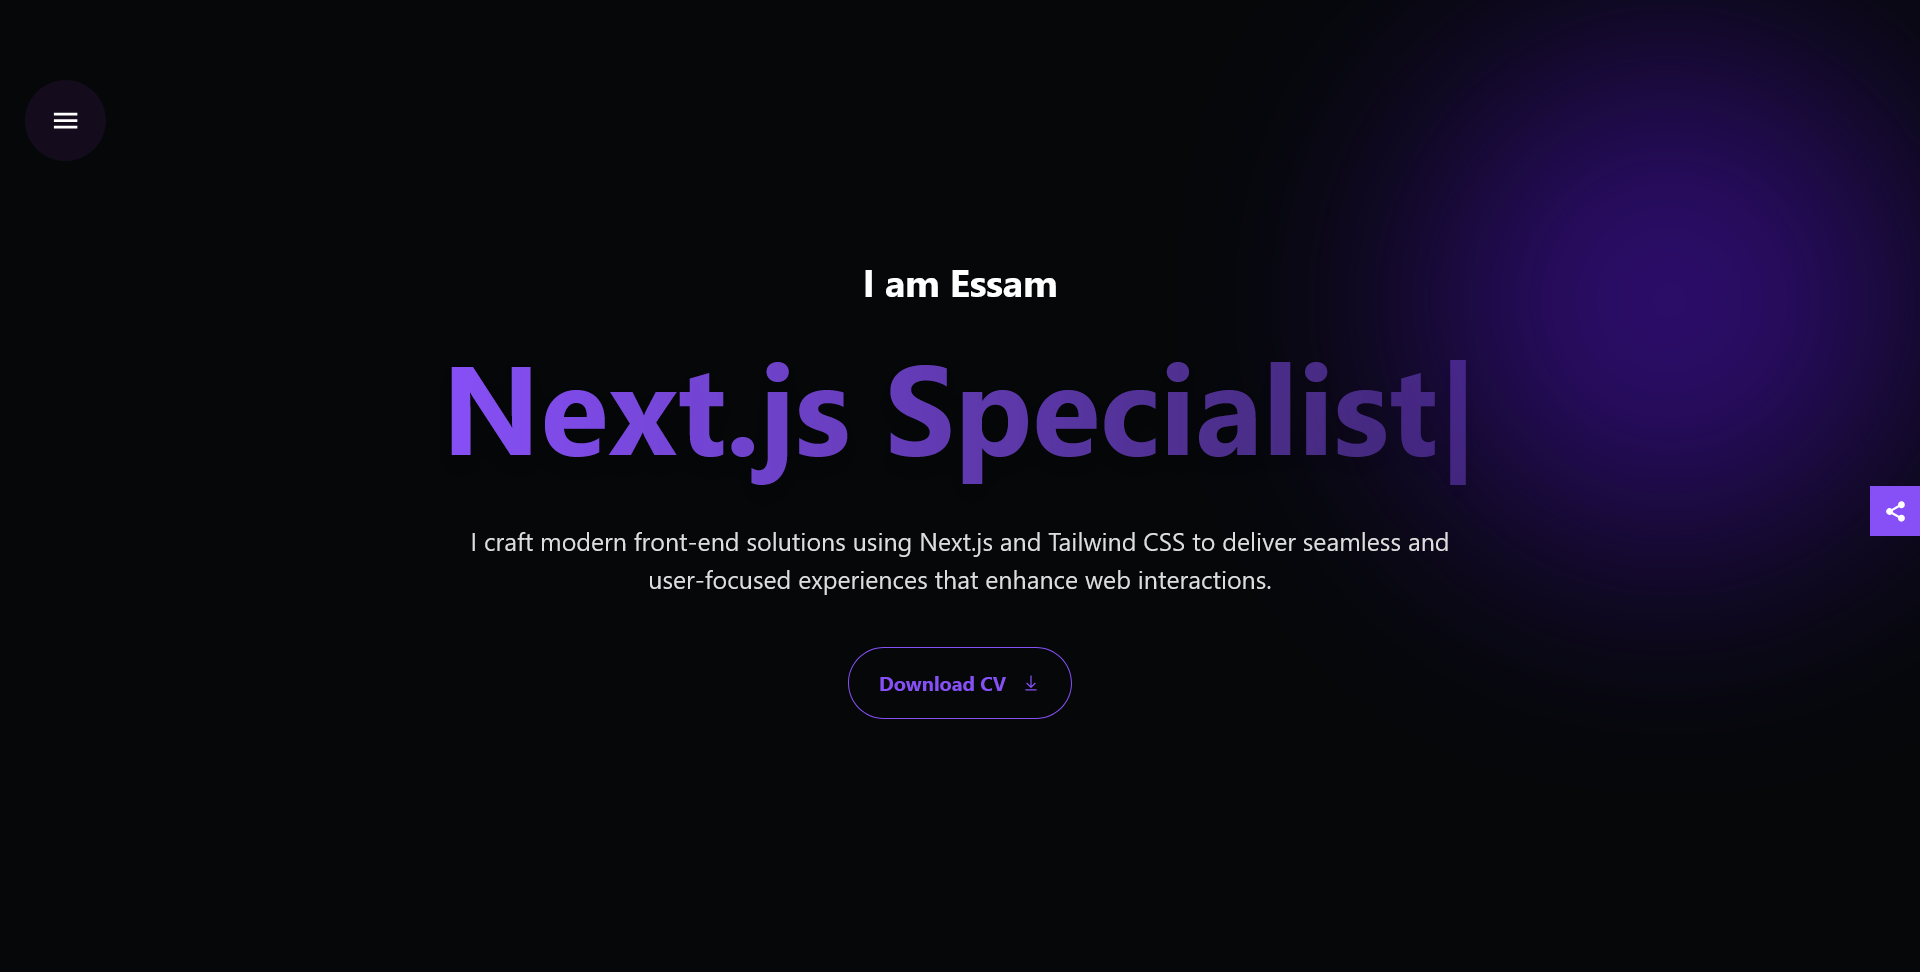 I am Essam
Next.js Specialist|
I craft modern front-end solutions using Next.js and Tailwind CSS to deliver seamless and
user-focused experiences that enhance web interactions.
Download CV